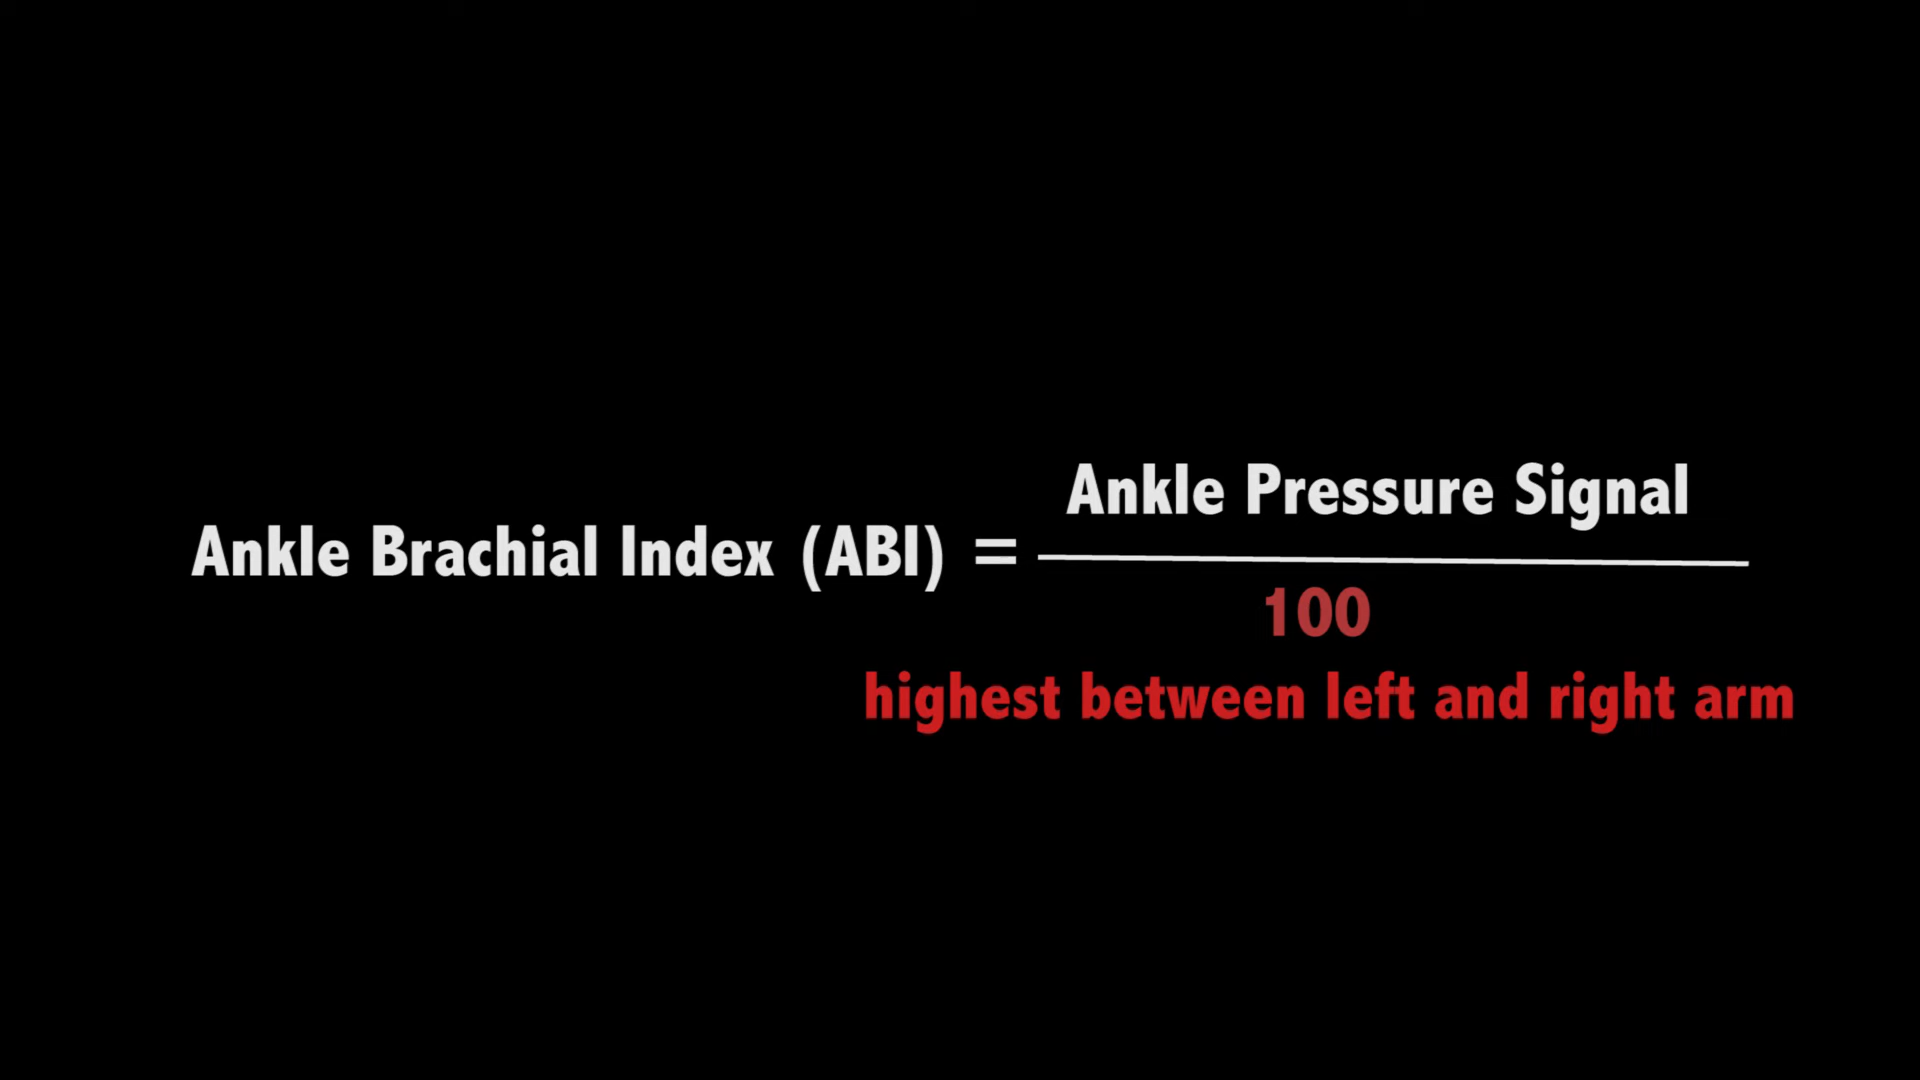 Ankle Pressure Signal
Ankle Brachial Index (ABI) =
100
highest between left and right arm